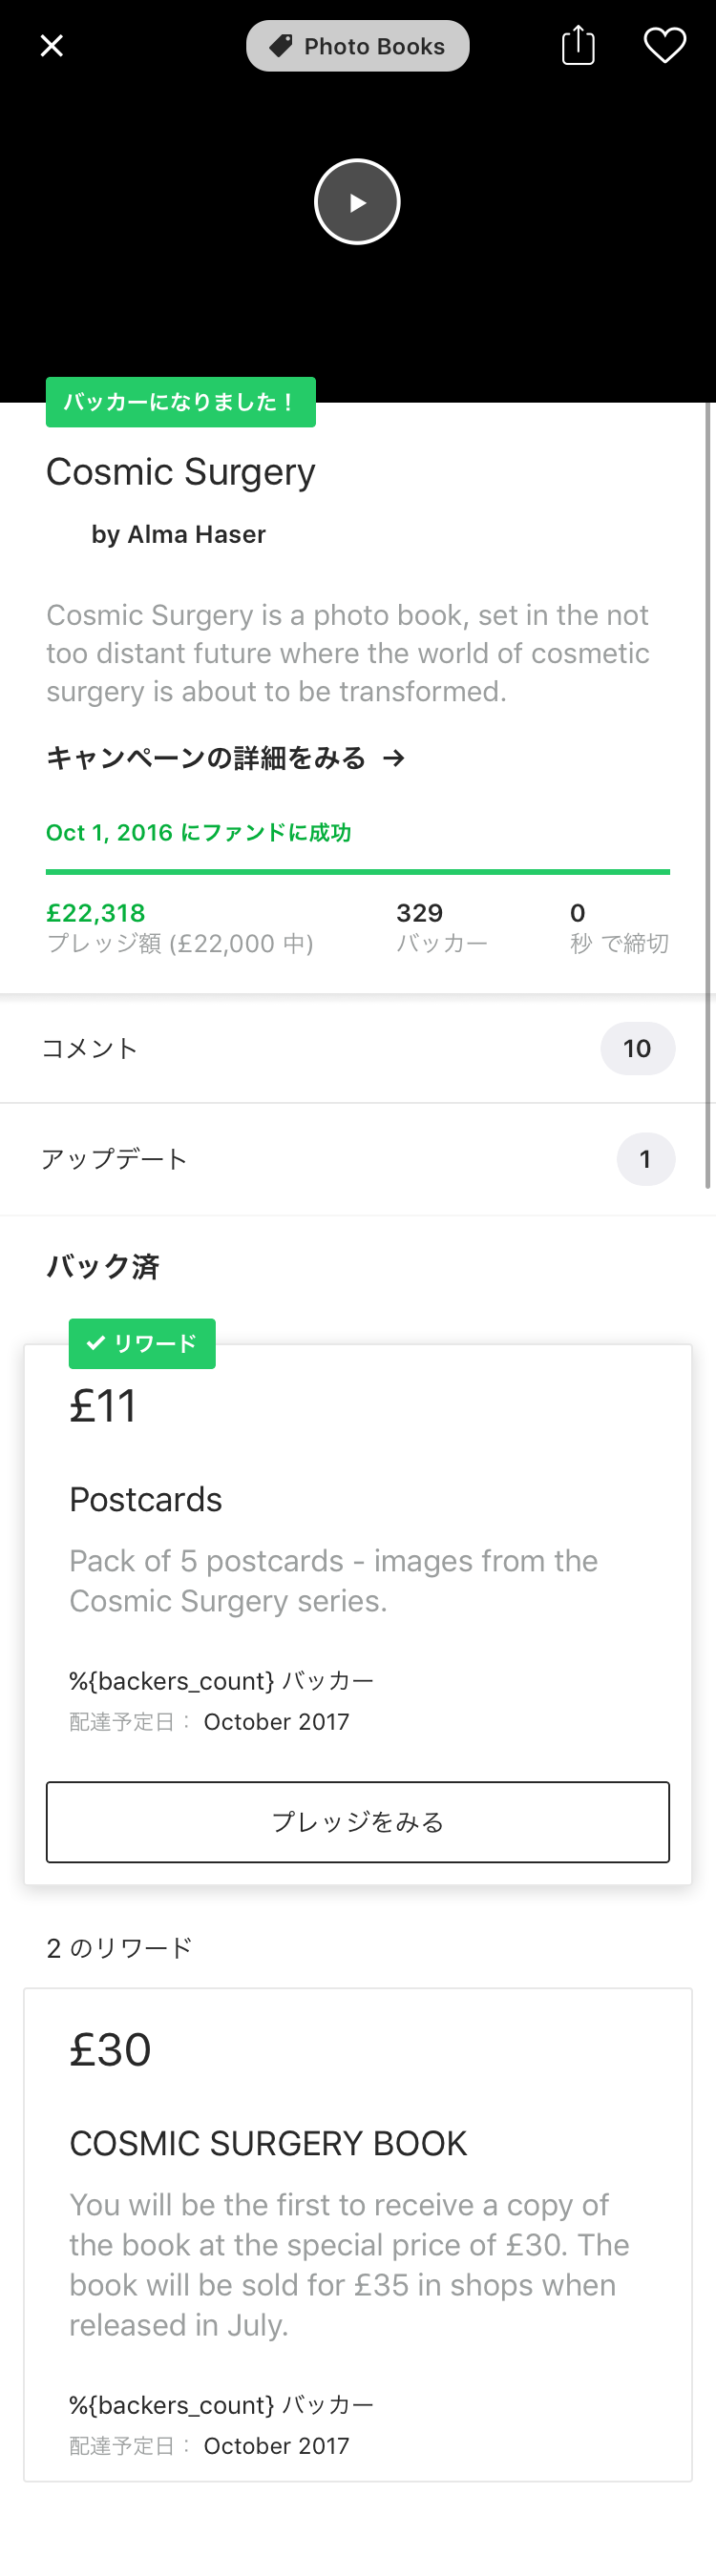 Photo Books
バッカーになりました！
Cosmic Surgery
by Alma Haser
Cosmic Surgery is a photo book, set in the not
too distant future where the world of cosmetic
surgery is about to be transformed.
キャンペーンの詳細をみる →
Oct 1, 2016 にファンドに成功
£22,318
プレッジ額 (£22,000 中)
329
バッカー
0
秒 で締切
コメント
10
アップデート
1
バック済
✓ リワード
£11
Postcards
Pack of 5 postcards - images from the
Cosmic Surgery series.
%{backers_count} バッカー
配達予定日： October 2017
プレッジをみる
2 のリワード
£30
COSMIC SURGERY BOOK
You will be the first to receive a copy of
the book at the special price of £30. The
book will be sold for £35 in shops when
released in July.
%{backers_count} バッカー
配達予定日： October 2017